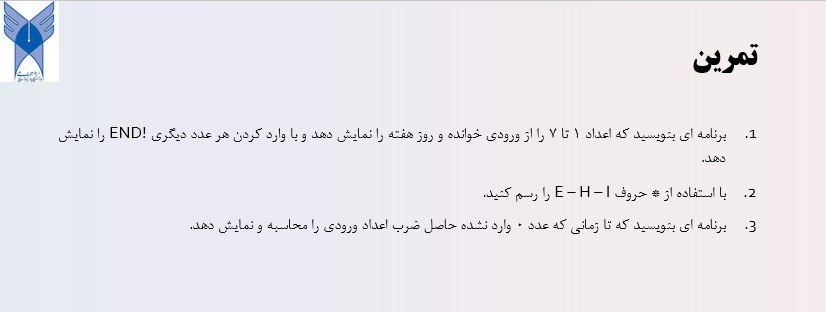 تمرین
1. برنامه ای بنویسید که اعداد ۱ تا ۷ را از ورودی خوانده و روز هفته را نمایش دهد و با وارد کردن هر عدد دیگری END! را نمایش
دهد.
2. با استفاده از * حروف E – H – I را رسم کنید.
3. برنامه ای بنویسید که تا زمانی که عدد ۰ وارد نشده حاصل ضرب اعداد ورودی را محاسبه و نمایش دهد.